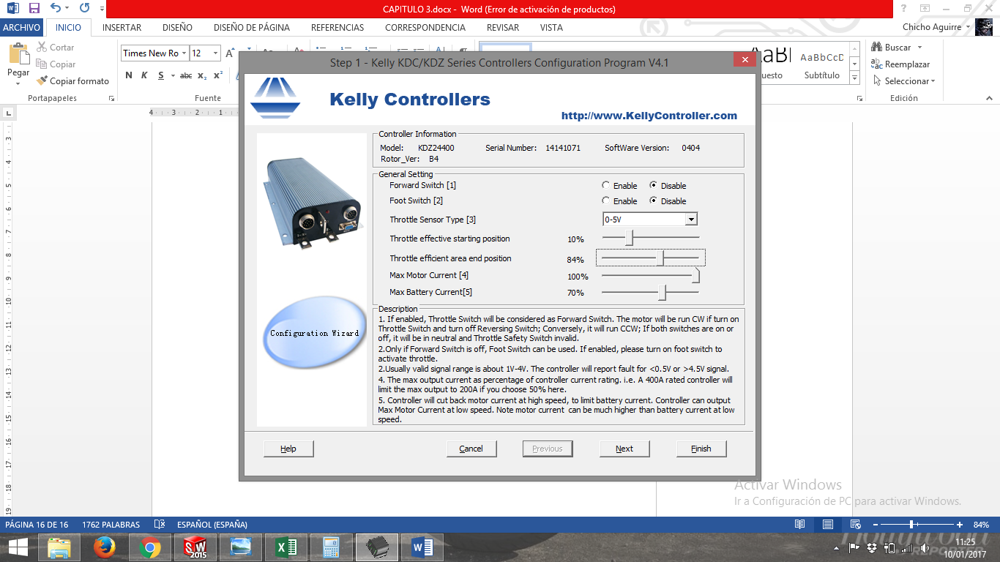 CAPITULO 3.docx - Word (Error de activación de productos)
ARCHIVO INICIO INSERTAR DISEÑO DISEÑO DE PÁGINA REFERENCIAS CORRESPONDENCIA REVISAR VISTA Chicho Aguirre
Pegar
Cortar
Copiar
Copiar formato
Portapapeles
Times New Ro 12
N K S abc x₂ x²
Fuente
AaBbCcD
Subtítulo
Buscar
Reemplazar
Seleccionar
Edición
4 3 2 1
Step 1 - Kelly KDC/KDZ Series Controllers Configuration Program V4.1
Kelly Controllers
http://www.KellyController.com
Configuration Wizard
Controller Information
Model: KDZ24400 Serial Number: 14141071 SoftWare Version: 0404
Rotor_Ver: B4
General Setting
Forward Switch [1] Enable Disable
Foot Switch [2] Enable Disable
Throttle Sensor Type [3] 0-5V
Throttle effective starting position 10%
Throttle efficient area end position 84%
Max Motor Current [4] 100%
Max Battery Current[5] 70%
Description
1. If enabled, Throttle Switch will be considered as Forward Switch. The motor will be run CW if turn on
Throttle Switch and turn off Reversing Switch; Conversely, it will run CCW; If both switches are on or
off, it will be in neutral and Throttle Safety Switch invalid.
2.Only if Forward Switch is off, Foot Switch can be used. If enabled, please turn on foot switch to
activate throttle.
2.Usually valid signal range is about 1V-4V. The controller will report fault for <0.5V or >4.5V signal.
4. The max output current as percentage of controller current rating. i.e. A 400A rated controller will
limit the max output to 200A if you choose 50% here.
5. Controller will cut back motor current at high speed, to limit battery current. Controller can output
Max Motor Current at low speed. Note motor current can be much higher than battery current at low
speed.
Help Cancel Previous Next Finish
Activar Windows
Ir a Configuración de PC para activar Windows.
PÁGINA 16 DE 16 1762 PALABRAS ESPAÑOL (ESPAÑA) 84%
SW
2015
11:25
10/01/2017